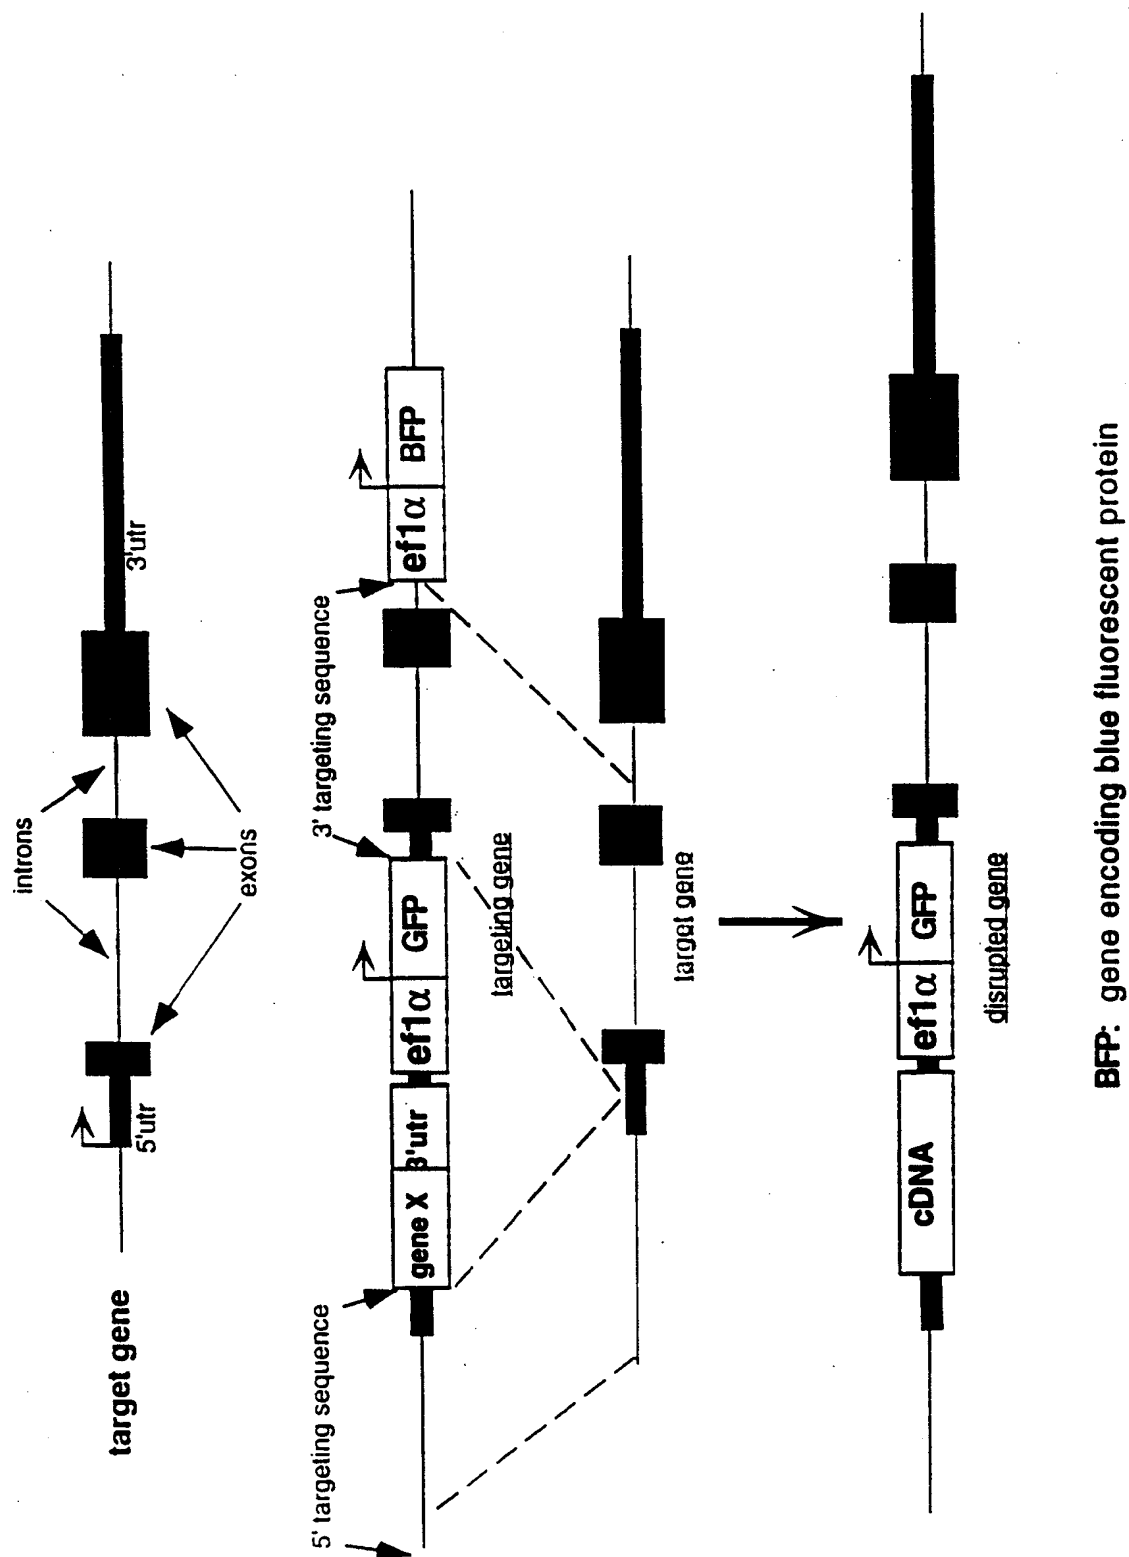 target gene
5'utr
introns
exons
3'utr
5' targeting sequence
3' targeting sequence
gene X
3'utr
ef1α
GFP
ef1α
BFP
targeting gene
target gene
cDNA
ef1α
GFP
disrupted gene
BFP: gene encoding blue fluorescent protein